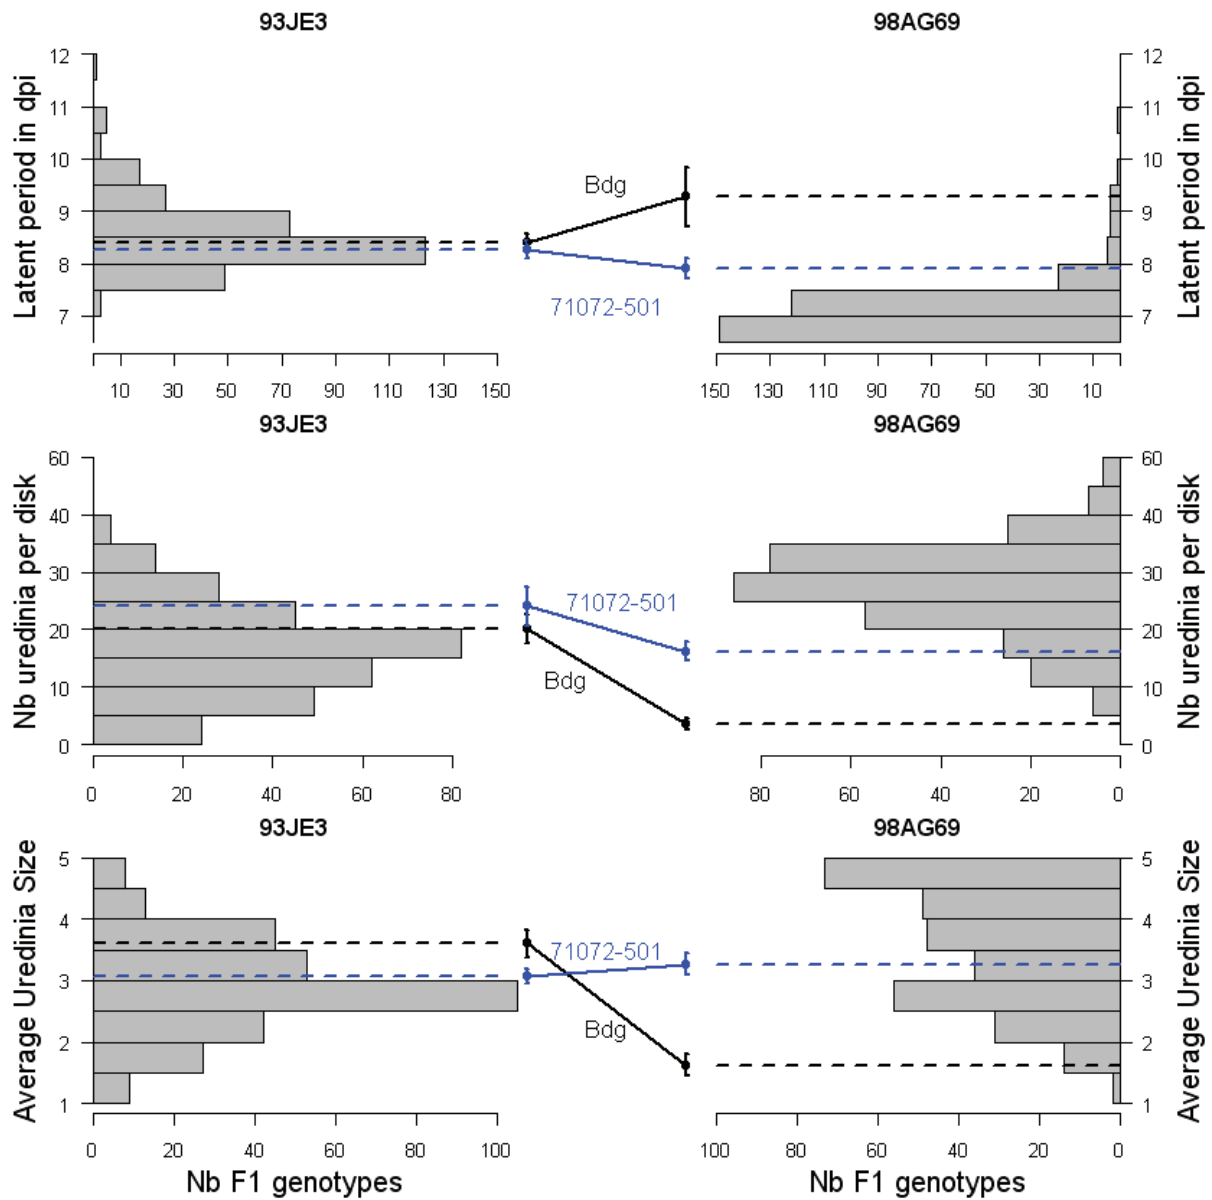 93JE3
98AG69
Latent period in dpi
12
11
10
9
8
7
Bdg
71072-501
12
11
10
9
8
7
Latent period in dpi
10 30 50 70 90 110 130 150
150 130 110 90 70 50 30 10
93JE3
98AG69
Nb uredinia per disk
60
40
30
20
10
0
71072-501
Bdg
60
40
30
20
10
0
Nb uredinia per disk
0 20 40 60 80
80 60 40 20 0
93JE3
98AG69
Average Uredinia Size
5
4
3
2
1
71072-501
Bdg
5
4
3
2
1
Average Uredinia Size
0 20 40 60 80 100
100 80 60 40 20 0
Nb F1 genotypes
Nb F1 genotypes